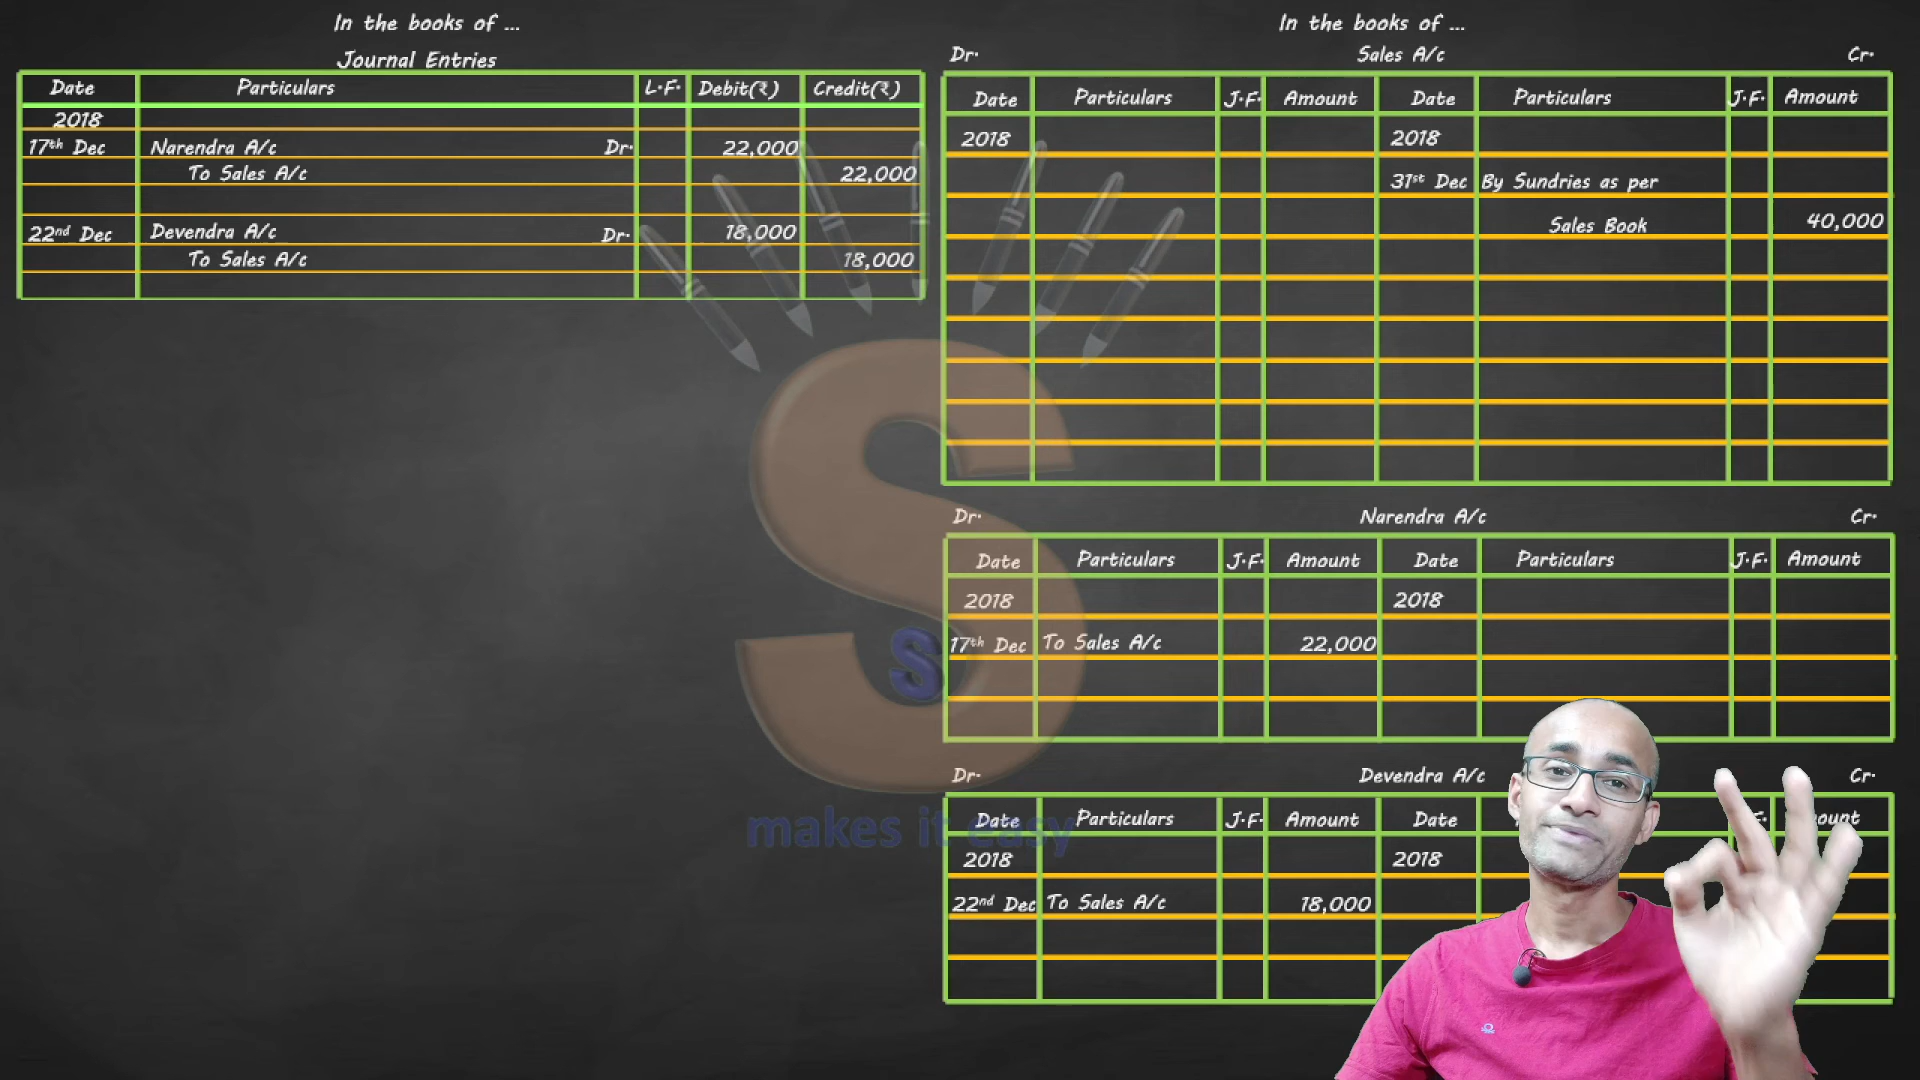 In the books of ...
Journal Entries
Date Particulars L.F. Debit(₹) Credit(₹)
2018
17th Dec Narendra A/c Dr. 22,000
To Sales A/c 22,000
22nd Dec Devendra A/c Dr. 18,000
To Sales A/c 18,000
In the books of ...
Dr. Sales A/c Cr.
Date Particulars J.F. Amount Date Particulars J.F. Amount
2018 2018
31st Dec By Sundries as per
Sales Book 40,000
Dr. Narendra A/c Cr.
Date Particulars J.F. Amount Date Particulars J.F. Amount
2018 2018
17th Dec To Sales A/c 22,000
Dr. Devendra A/c Cr.
Date Particulars J.F. Amount Date
2018 2018
22nd Dec To Sales A/c 18,000
S
S
makes it easy